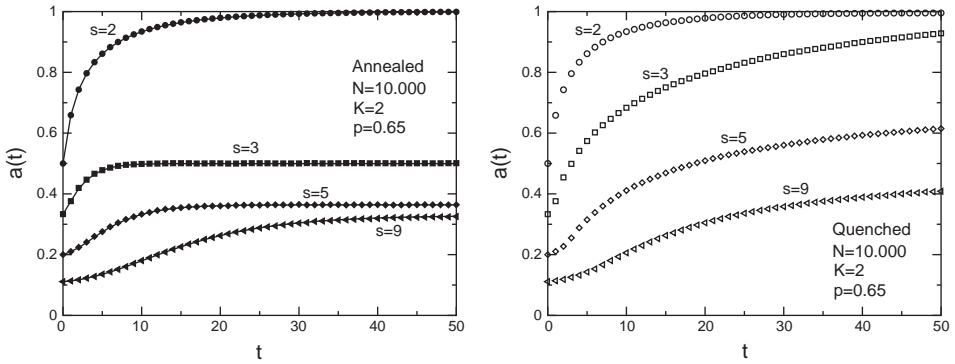 1
0.8
0.6
0.4
0.2
0
a(t)
0 10 20 30 40 50
t
s=2
s=3
s=5
s=9
Annealed
N=10.000
K=2
p=0.65
1
0.8
0.6
0.4
0.2
0
a(t)
0 10 20 30 40 50
t
s=2
s=3
s=5
s=9
Quenched
N=10.000
K=2
p=0.65